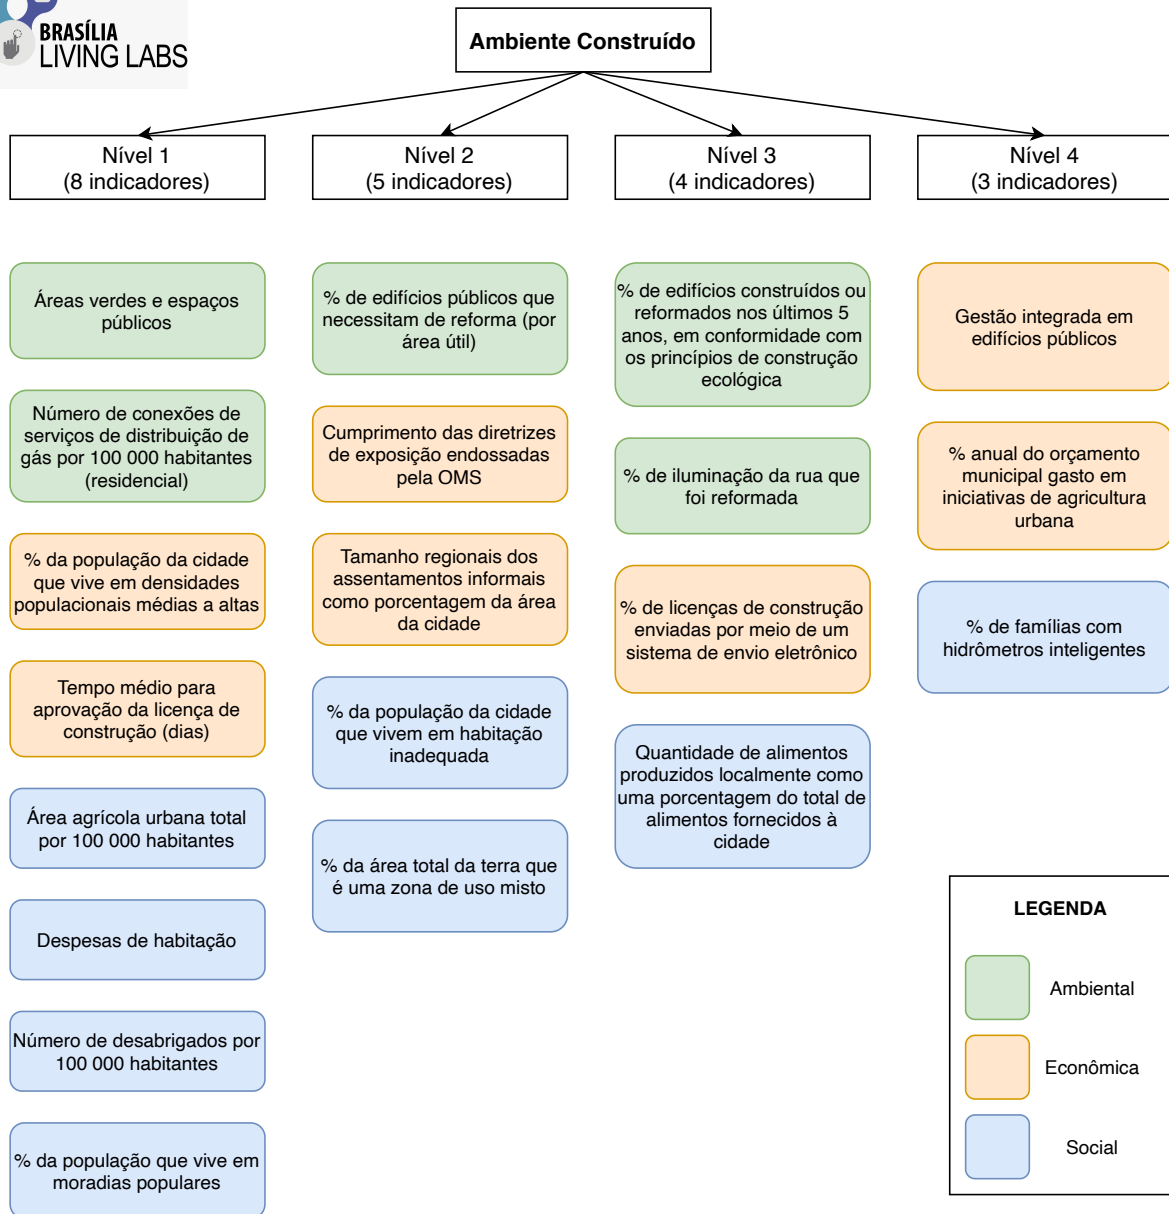 BRASÍLIA
LIVING LABS
Ambiente Construído
Nível 1
(8 indicadores)
Nível 2
(5 indicadores)
Nível 3
(4 indicadores)
Nível 4
(3 indicadores)
Áreas verdes e espaços
públicos
Número de conexões de
serviços de distribuição de
gás por 100 000 habitantes
(residencial)
% da população da cidade
que vive em densidades
populacionais médias a altas
Tempo médio para
aprovação da licença de
construção (dias)
Área agrícola urbana total
por 100 000 habitantes
Despesas de habitação
Número de desabrigados por
100 000 habitantes
% da população que vive em
moradias populares
% de edifícios públicos que
necessitam de reforma (por
área útil)
Cumprimento das diretrizes
de exposição endossadas
pela OMS
Tamanho regionais dos
assentamentos informais
como porcentagem da área
da cidade
% da população da cidade
que vivem em habitação
inadequada
% da área total da terra que
é uma zona de uso misto
% de edifícios construídos ou
reformados nos últimos 5
anos, em conformidade com
os princípios de construção
ecológica
% de iluminação da rua que
foi reformada
% de licenças de construção
enviadas por meio de um
sistema de envio eletrônico
Quantidade de alimentos
produzidos localmente como
uma porcentagem do total de
alimentos fornecidos à
cidade
Gestão integrada em
edifícios públicos
% anual do orçamento
municipal gasto em
iniciativas de agricultura
urbana
% de famílias com
hidrômetros inteligentes
LEGENDA
Ambiental
Econômica
Social